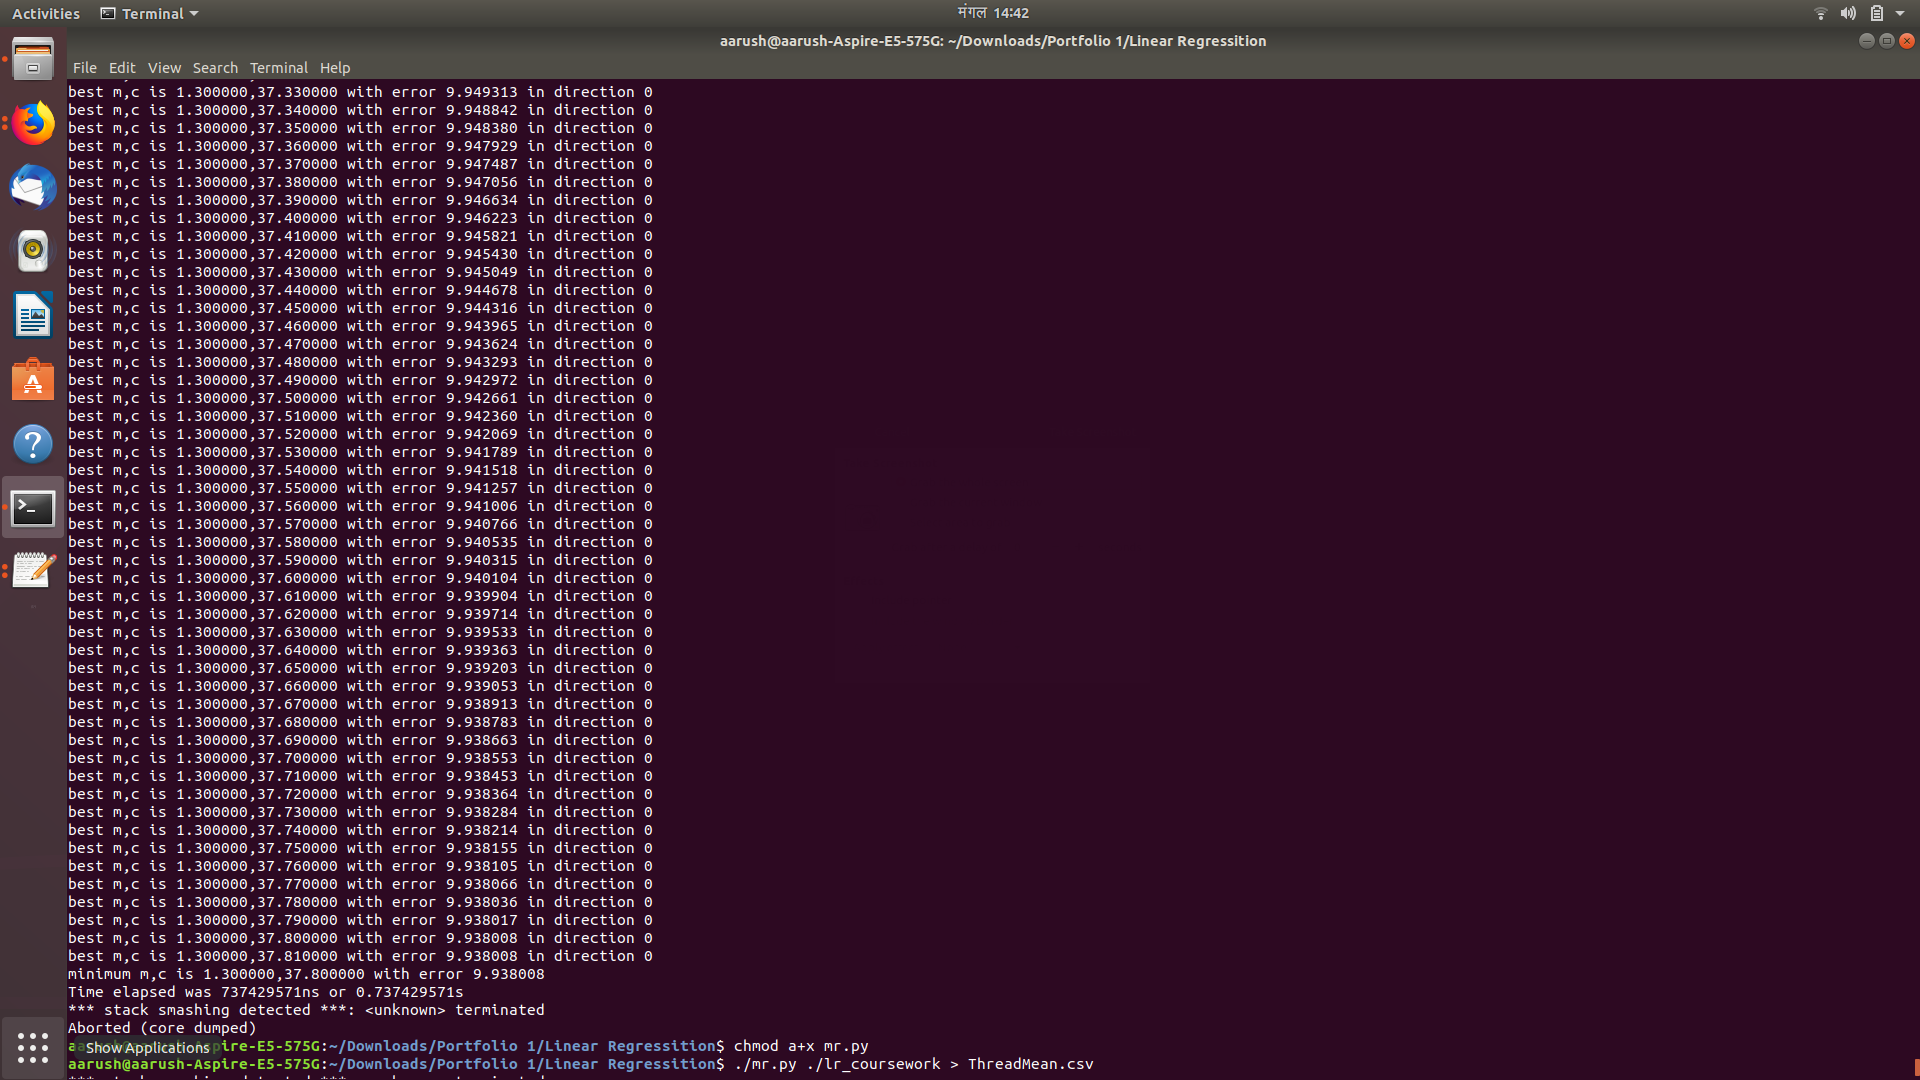 Activities Terminal मंगल 14:42
aarush@aarush-Aspire-E5-575G: ~/Downloads/Portfolio 1/Linear Regressition
File Edit View Search Terminal Help
best m,c is 1.300000,37.330000 with error 9.949313 in direction 0
best m,c is 1.300000,37.340000 with error 9.948842 in direction 0
best m,c is 1.300000,37.350000 with error 9.948380 in direction 0
best m,c is 1.300000,37.360000 with error 9.947929 in direction 0
best m,c is 1.300000,37.370000 with error 9.947487 in direction 0
best m,c is 1.300000,37.380000 with error 9.947056 in direction 0
best m,c is 1.300000,37.390000 with error 9.946634 in direction 0
best m,c is 1.300000,37.400000 with error 9.946223 in direction 0
best m,c is 1.300000,37.410000 with error 9.945821 in direction 0
best m,c is 1.300000,37.420000 with error 9.945430 in direction 0
best m,c is 1.300000,37.430000 with error 9.945049 in direction 0
best m,c is 1.300000,37.440000 with error 9.944678 in direction 0
best m,c is 1.300000,37.450000 with error 9.944316 in direction 0
best m,c is 1.300000,37.460000 with error 9.943965 in direction 0
best m,c is 1.300000,37.470000 with error 9.943624 in direction 0
best m,c is 1.300000,37.480000 with error 9.943293 in direction 0
best m,c is 1.300000,37.490000 with error 9.942972 in direction 0
best m,c is 1.300000,37.500000 with error 9.942661 in direction 0
best m,c is 1.300000,37.510000 with error 9.942360 in direction 0
best m,c is 1.300000,37.520000 with error 9.942069 in direction 0
best m,c is 1.300000,37.530000 with error 9.941789 in direction 0
best m,c is 1.300000,37.540000 with error 9.941518 in direction 0
best m,c is 1.300000,37.550000 with error 9.941257 in direction 0
best m,c is 1.300000,37.560000 with error 9.941006 in direction 0
best m,c is 1.300000,37.570000 with error 9.940766 in direction 0
best m,c is 1.300000,37.580000 with error 9.940535 in direction 0
best m,c is 1.300000,37.590000 with error 9.940315 in direction 0
best m,c is 1.300000,37.600000 with error 9.940104 in direction 0
best m,c is 1.300000,37.610000 with error 9.939904 in direction 0
best m,c is 1.300000,37.620000 with error 9.939714 in direction 0
best m,c is 1.300000,37.630000 with error 9.939533 in direction 0
best m,c is 1.300000,37.640000 with error 9.939363 in direction 0
best m,c is 1.300000,37.650000 with error 9.939203 in direction 0
best m,c is 1.300000,37.660000 with error 9.939053 in direction 0
best m,c is 1.300000,37.670000 with error 9.938913 in direction 0
best m,c is 1.300000,37.680000 with error 9.938783 in direction 0
best m,c is 1.300000,37.690000 with error 9.938663 in direction 0
best m,c is 1.300000,37.700000 with error 9.938553 in direction 0
best m,c is 1.300000,37.710000 with error 9.938453 in direction 0
best m,c is 1.300000,37.720000 with error 9.938364 in direction 0
best m,c is 1.300000,37.730000 with error 9.938284 in direction 0
best m,c is 1.300000,37.740000 with error 9.938214 in direction 0
best m,c is 1.300000,37.750000 with error 9.938155 in direction 0
best m,c is 1.300000,37.760000 with error 9.938105 in direction 0
best m,c is 1.300000,37.770000 with error 9.938066 in direction 0
best m,c is 1.300000,37.780000 with error 9.938036 in direction 0
best m,c is 1.300000,37.790000 with error 9.938017 in direction 0
best m,c is 1.300000,37.800000 with error 9.938008 in direction 0
best m,c is 1.300000,37.810000 with error 9.938008 in direction 0
minimum m,c is 1.300000,37.800000 with error 9.938008
Time elapsed was 737429571ns or 0.737429571s
*** stack smashing detected ***: <unknown> terminated
Aborted (core dumped)
Show Applications pire-E5-575G:~/Downloads/Portfolio 1/Linear Regressition$ chmod a+x mr.py
aarush@aarush-Aspire-E5-575G:~/Downloads/Portfolio 1/Linear Regressition$ ./mr.py ./lr_coursework > ThreadMean.csv